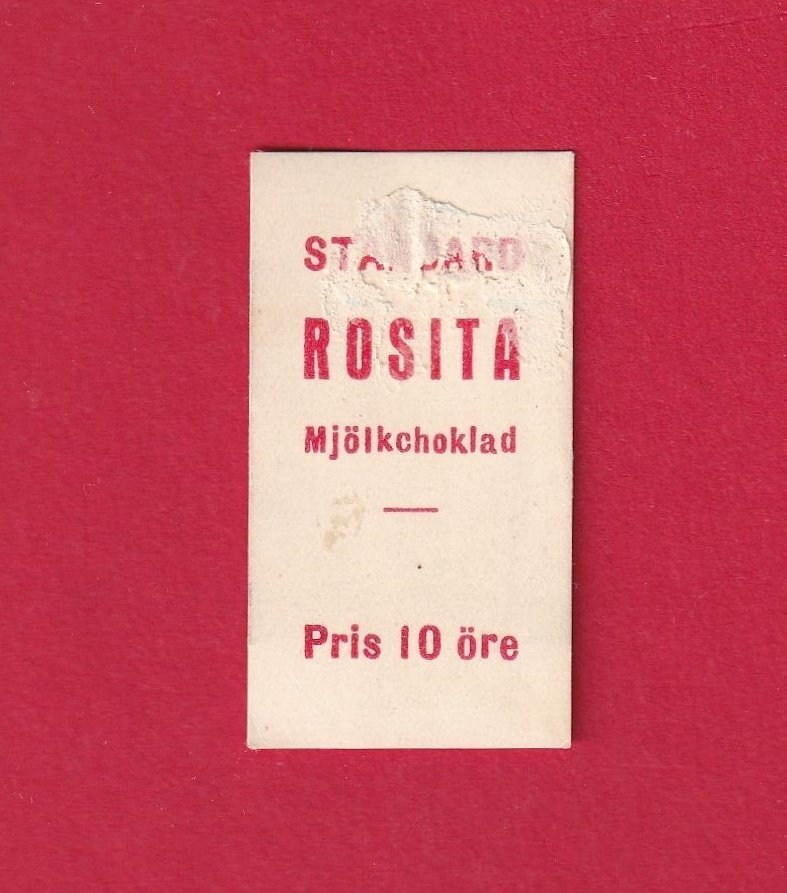 STANDARD
ROSITA
Mjölkchoklad
Pris 10 öre